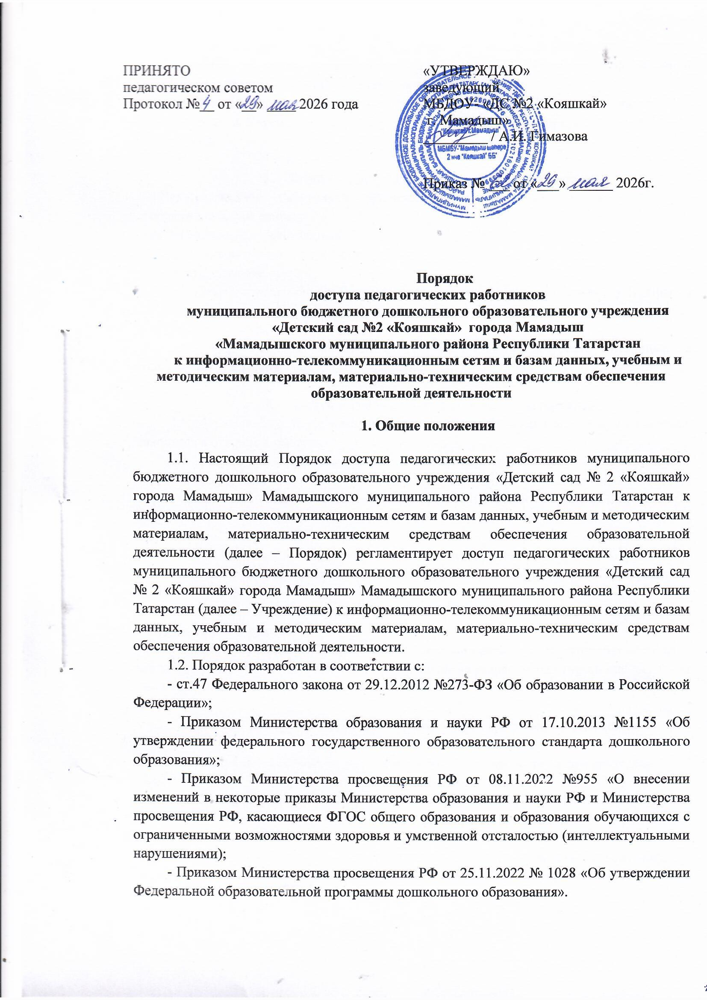 ПРИНЯТО
педагогическом советом
Протокол № 4 от «29» мая 2026 года
«УТВЕРЖДАЮ»
заведующий
МБДОУ- «ДС №2 «Кояшкай»
г. Мамадыш»
/ А.И. Гимазова
Приказ № от «29» мая 2026г.
"Кояшкай" г.Мамадыш"
МБМБУ-"Мамадыш шәһәре
2 нче "Кояшкай" ББ"
Порядок
доступа педагогических работников
муниципального бюджетного дошкольного образовательного учреждения
«Детский сад №2 «Кояшкай» города Мамадыш
«Мамадышского муниципального района Республики Татарстан
к информационно-телекоммуникационным сетям и базам данных, учебным и
методическим материалам, материально-техническим средствам обеспечения
образовательной деятельности
1. Общие положения
1.1. Настоящий Порядок доступа педагогических работников муниципального
бюджетного дошкольного образовательного учреждения «Детский сад № 2 «Кояшкай»
города Мамадыш» Мамадышского муниципального района Республики Татарстан к
информационно-телекоммуникационным сетям и базам данных, учебным и методическим
материалам, материально-техническим средствам обеспечения образовательной
деятельности (далее – Порядок) регламентирует доступ педагогических работников
муниципального бюджетного дошкольного образовательного учреждения «Детский сад
№ 2 «Кояшкай» города Мамадыш» Мамадышского муниципального района Республики
Татарстан (далее – Учреждение) к информационно-телекоммуникационным сетям и базам
данных, учебным и методическим материалам, материально-техническим средствам
обеспечения образовательной деятельности.
1.2. Порядок разработан в соответствии с:
- ст.47 Федерального закона от 29.12.2012 №273-ФЗ «Об образовании в Российской
Федерации»;
- Приказом Министерства образования и науки РФ от 17.10.2013 №1155 «Об
утверждении федерального государственного образовательного стандарта дошкольного
образования»;
- Приказом Министерства просвещения РФ от 08.11.2022 №955 «О внесении
изменений в некоторые приказы Министерства образования и науки РФ и Министерства
просвещения РФ, касающиеся ФГОС общего образования и образования обучающихся с
ограниченными возможностями здоровья и умственной отсталостью (интеллектуальными
нарушениями);
- Приказом Министерства просвещения РФ от 25.11.2022 № 1028 «Об утверждении
Федеральной образовательной программы дошкольного образования».